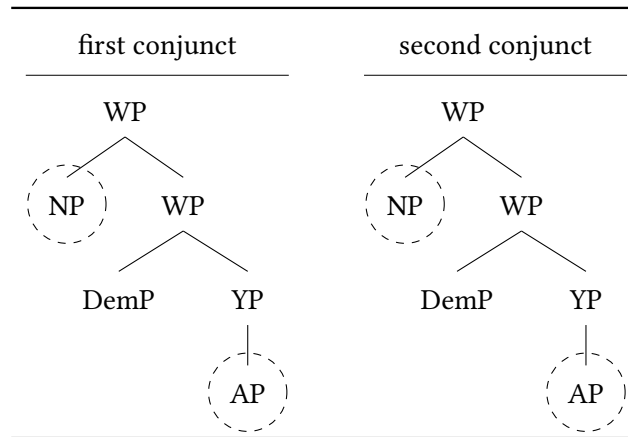 first conjunct second conjunct
WP WP
NP WP NP WP
DemP YP DemP YP
AP AP